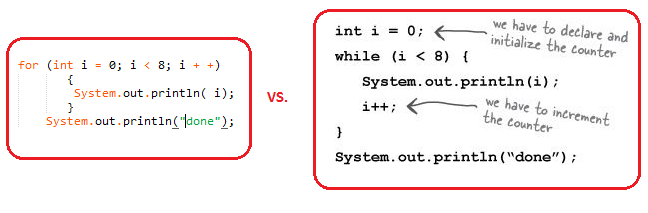 for (int i = 0; i < 8; i + +)
{
System.out.println( i);
}
System.out.println("done");
vs.
int i = 0;
we have to declare and
initialize the counter
while (i < 8) {
System.out.println(i);
i++;
we have to increment
the counter
}
System.out.println(“done”);